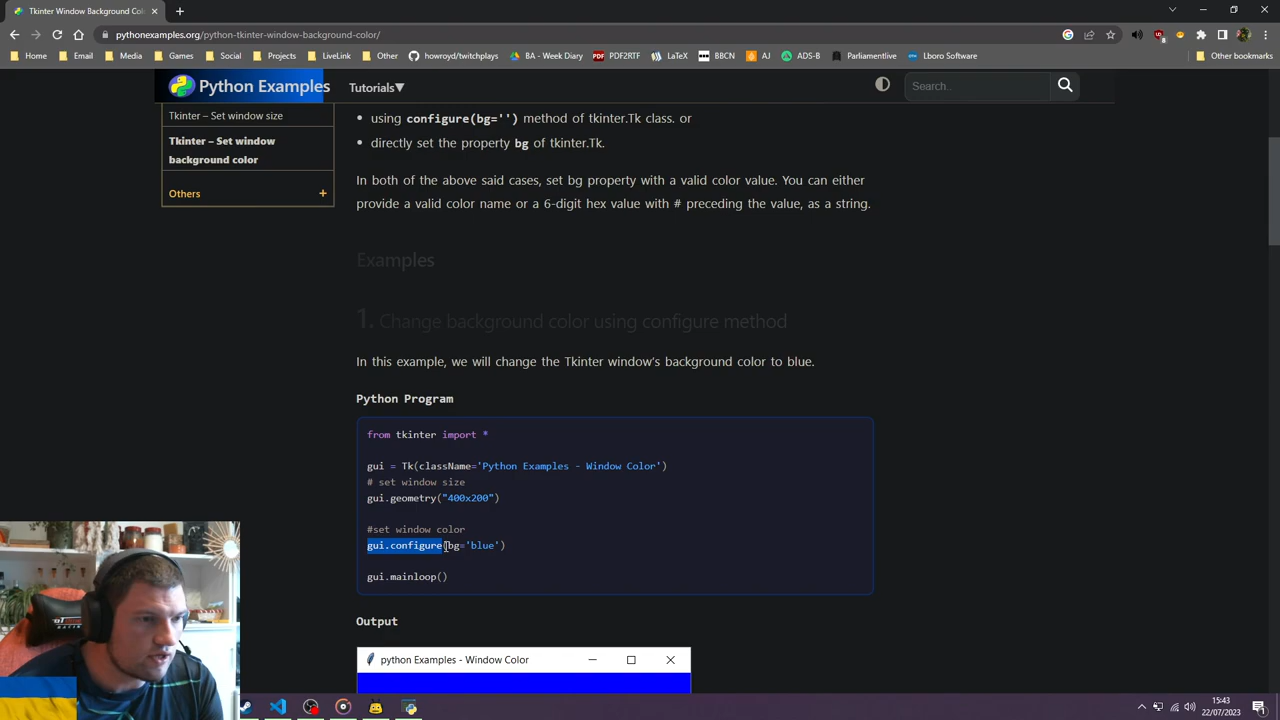 Tkinter Window Background Col
pythonexamples.org/python-tkinter-window-background-color/
Home Email Media Games Social Projects LiveLink Other howroyd/twitchplays BA - Week Diary PDF2RTF LaTeX BBCN AJ ADS-B Parliamentlive Lboro Software Other bookmarks
Python Examples Tutorials▼ Search...
Tkinter – Set window size
Tkinter – Set window
background color
Others +
using configure(bg='') method of tkinter.Tk class. or
directly set the property bg of tkinter.Tk.
In both of the above said cases, set bg property with a valid color value. You can either
provide a valid color name or a 6-digit hex value with # preceding the value, as a string.
Examples
1. Change background color using configure method
In this example, we will change the Tkinter window's background color to blue.
Python Program
from tkinter import *
gui = Tk(className='Python Examples - Window Color')
# set window size
gui.geometry("400x200")
#set window color
gui.configure(bg='blue')
gui.mainloop()
Output
python Examples - Window Color
15:43
22/07/2023